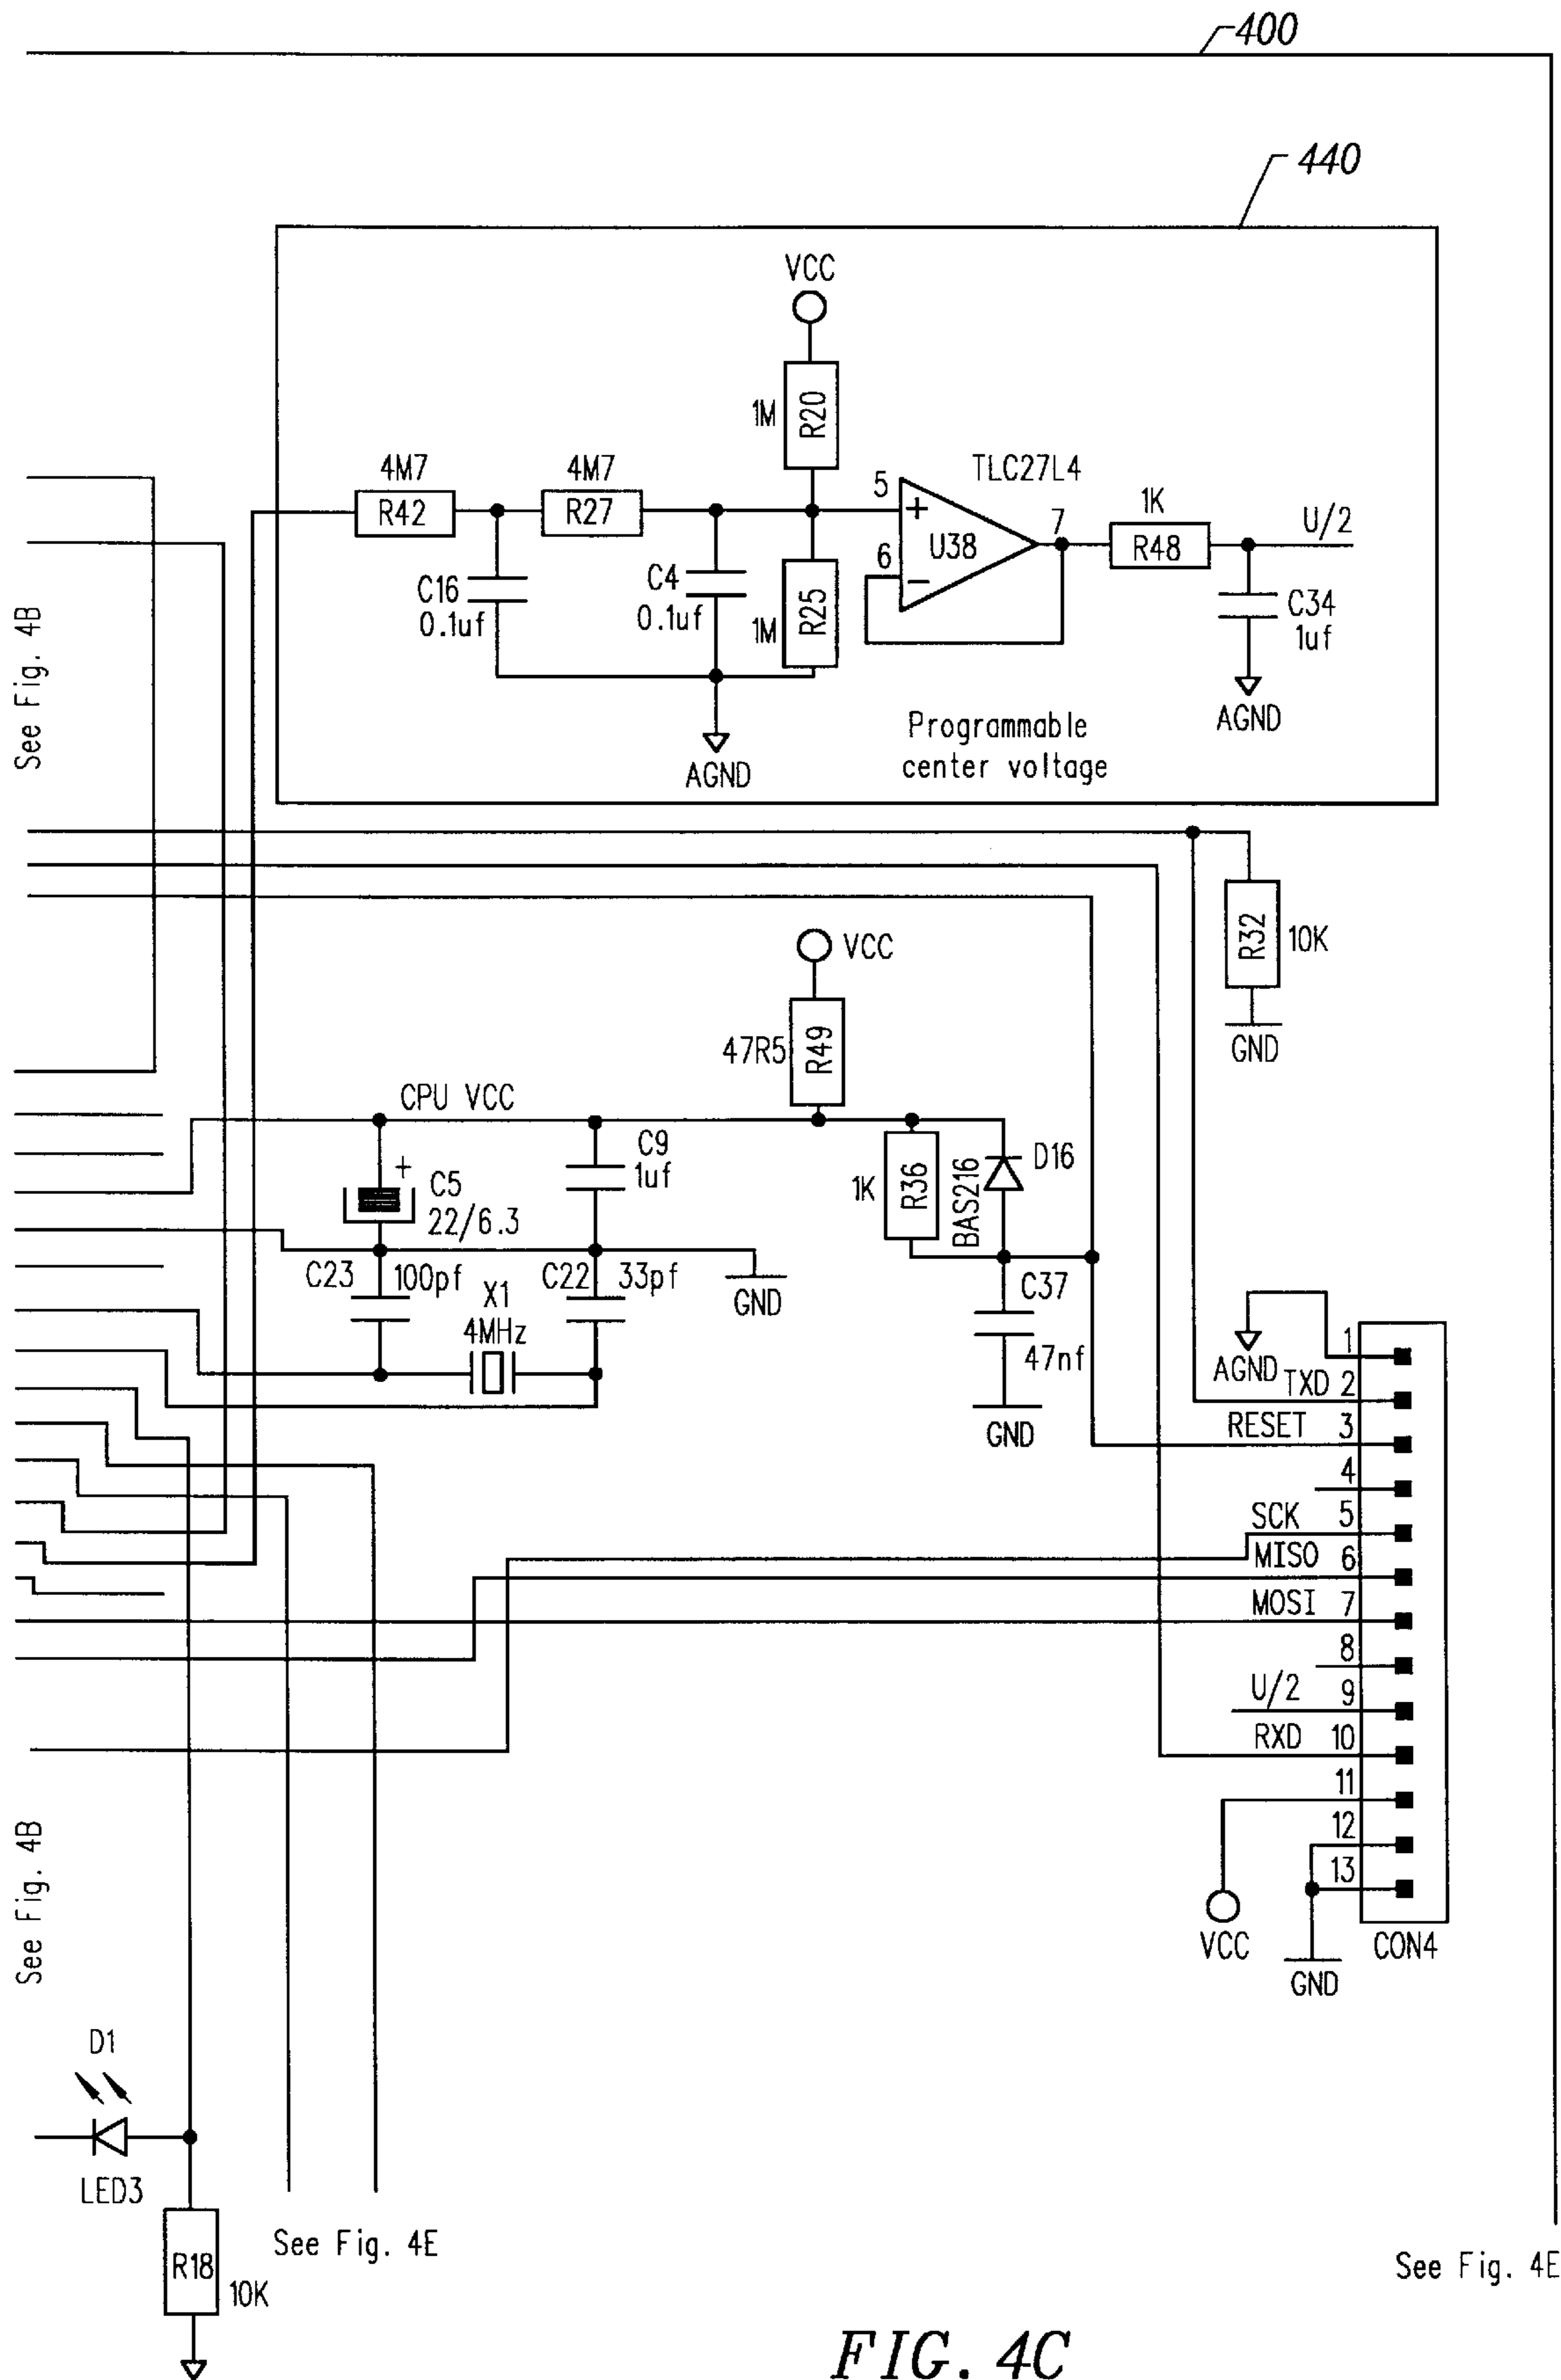 400
440
VCC
1M
R20
4M7
4M7
TLC27L4
5
+
R42
R27
U38
6
−
7
1K
R48
U/2
C16
0.1uf
C4
0.1uf
1M
R25
C34
1uf
AGND
AGND
Programmable
center voltage
See Fig. 4B
R32
10K
GND
VCC
47R5
R49
CPU VCC
+
C5
22/6.3
C9
1uf
1K
R36
BAS216
D16
C23
100pf
C22
33pf
GND
X1
4MHz
C37
47nf
GND
AGND
1
TXD 2
RESET 3
4
SCK 5
MISO 6
MOSI 7
8
U/2 9
RXD 10
11
12
13
VCC
GND
CON4
See Fig. 4B
D1
LED3
R18
10K
See Fig. 4E
See Fig. 4E
FIG. 4C